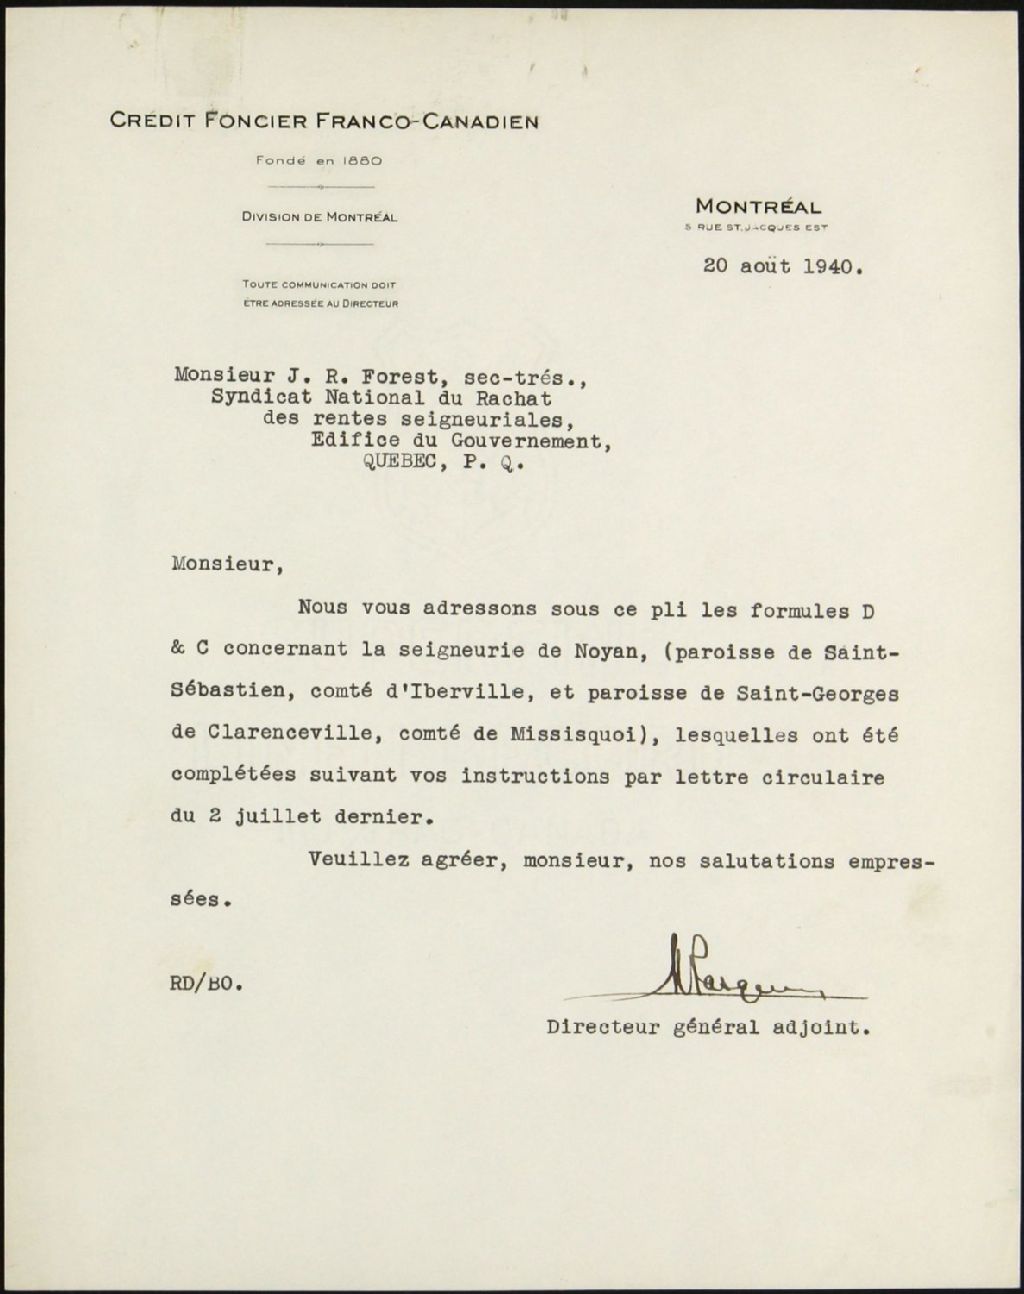 CRÉDIT FONCIER FRANCO-CANADIEN
Fondé en 1880
DIVISION DE MONTRÉAL
TOUTE COMMUNICATION DOIT
ÊTRE ADRESSÉE AU DIRECTEUR
MONTRÉAL
5 RUE ST. JACQUES EST
20 août 1940.
Monsieur J. R. Forest, sec-trés.,
Syndicat National du Rachat
des rentes seigneuriales,
Edifice du Gouvernement,
QUEBEC, P. Q.
Monsieur,
Nous vous adressons sous ce pli les formules D
& C concernant la seigneurie de Noyan, (paroisse de Saint-
Sébastien, comté d'Iberville, et paroisse de Saint-Georges
de Clarenceville, comté de Missisquoi), lesquelles ont été
complétées suivant vos instructions par lettre circulaire
du 2 juillet dernier.
Veuillez agréer, monsieur, nos salutations empres-
sées.
RD/BO.
Directeur général adjoint.